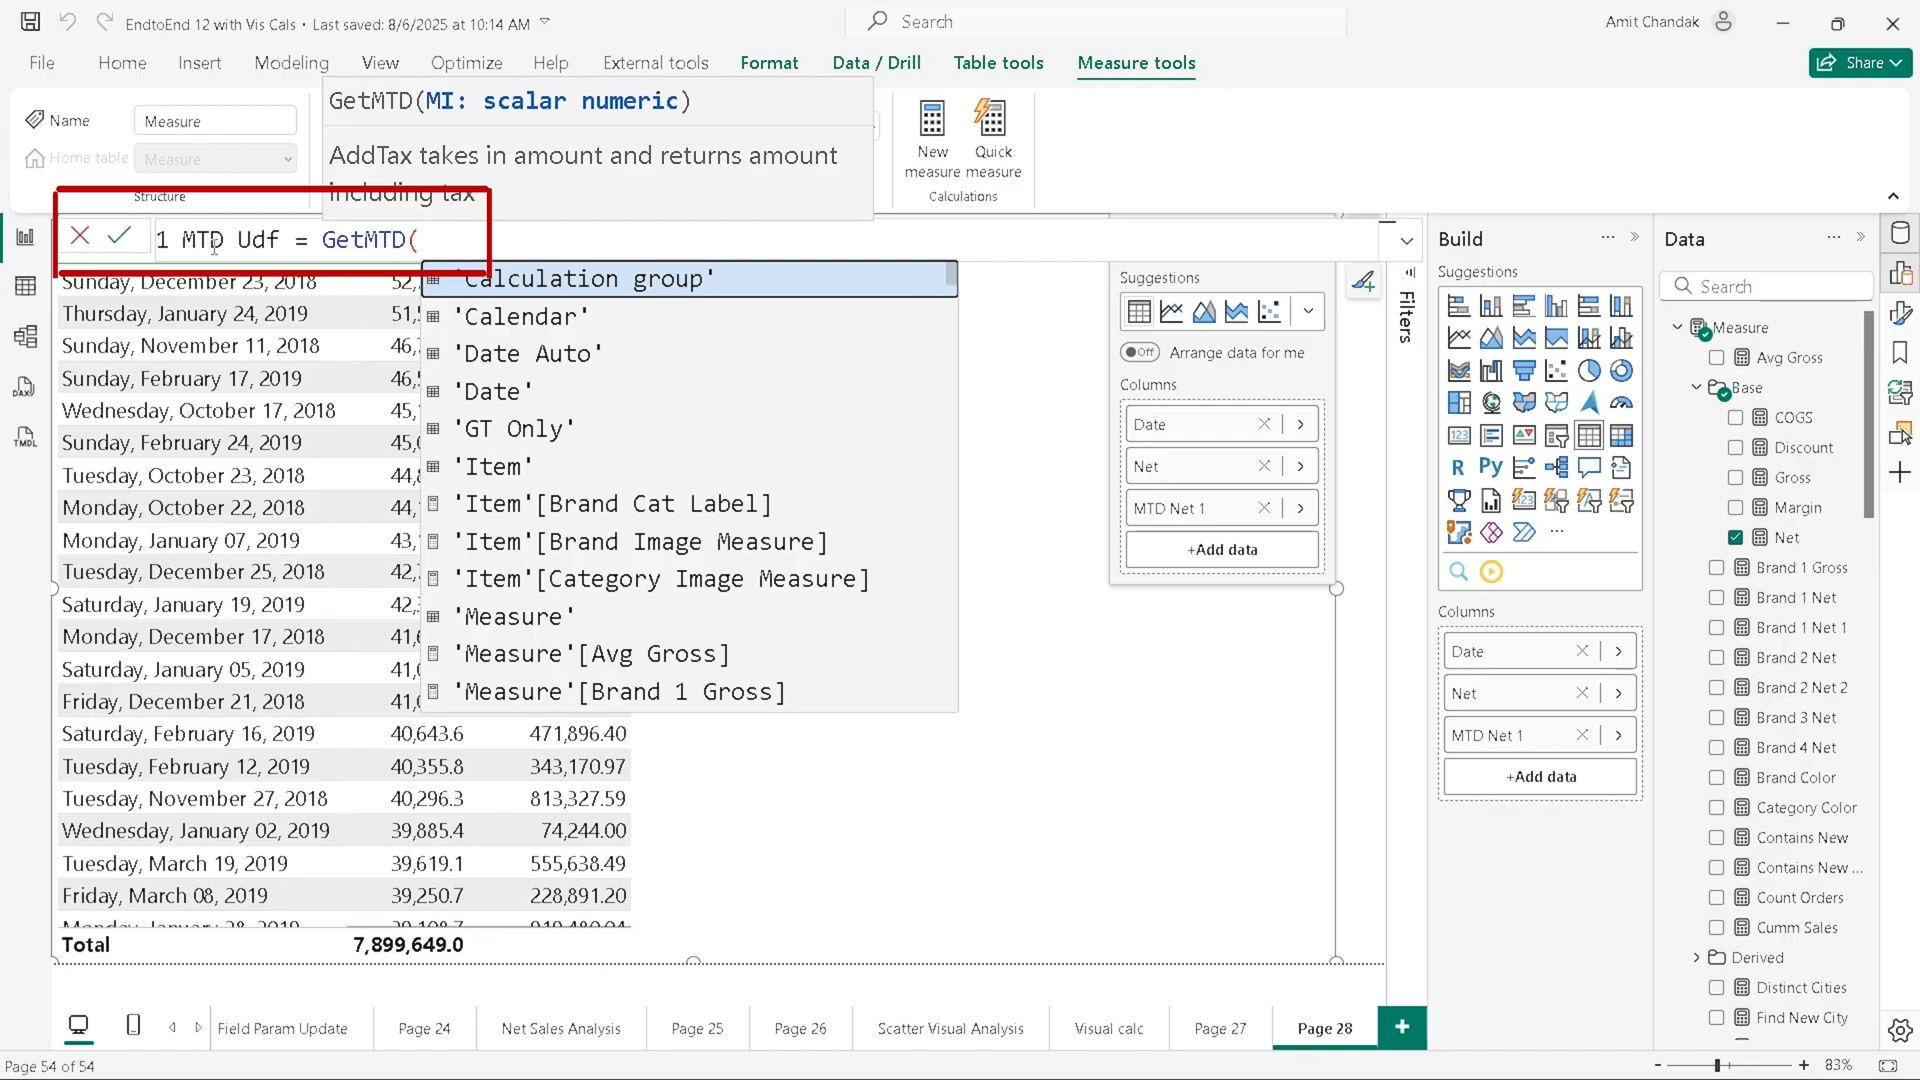 EndtoEnd 12 with Vis Cals • Last saved: 8/6/2025 at 10:14 AM
Search
Amit Chandak
File
Home
Insert
Modeling
View
Optimize
Help
External tools
Format
Data / Drill
Table tools
Measure tools
Share
Name
Measure
Home table
Measure
Structure
GetMTD(MI: scalar numeric)
AddTax takes in amount and returns amount
including tax
New
measure
Quick
measure
Calculations
1 MTD Udf = GetMTD(
'Calculation group'
'Calendar'
'Date Auto'
'Date'
'GT Only'
'Item'
'Item'[Brand Cat Label]
'Item'[Brand Image Measure]
'Item'[Category Image Measure]
'Measure'
'Measure'[Avg Gross]
'Measure'[Brand 1 Gross]
Sunday, December 23, 2018
Thursday, January 24, 2019
Sunday, November 11, 2018
Sunday, February 17, 2019
Wednesday, October 17, 2018
Sunday, February 24, 2019
Tuesday, October 23, 2018
Monday, October 22, 2018
Monday, January 07, 2019
Tuesday, December 25, 2018
Saturday, January 19, 2019
Monday, December 17, 2018
Saturday, January 05, 2019
Friday, December 21, 2018
Saturday, February 16, 2019 40,643.6 471,896.40
Tuesday, February 12, 2019 40,355.8 343,170.97
Tuesday, November 27, 2018 40,296.3 813,327.59
Wednesday, January 02, 2019 39,885.4 74,244.00
Tuesday, March 19, 2019 39,619.1 555,638.49
Friday, March 08, 2019 39,250.7 228,891.20
Total 7,899,649.0
Suggestions
Off
Arrange data for me
Columns
Date
Net
MTD Net 1
+Add data
Filters
Build
Suggestions
R
Py
123
Columns
Date
Net
MTD Net 1
+Add data
Data
Search
Measure
Avg Gross
Base
COGS
Discount
Gross
Margin
Net
Brand 1 Gross
Brand 1 Net
Brand 1 Net 1
Brand 2 Net
Brand 2 Net 2
Brand 3 Net
Brand 4 Net
Brand Color
Category Color
Contains New
Contains New ...
Count Orders
Cumm Sales
Derived
Distinct Cities
Find New City
DAX
TMDL
Field Param Update
Page 24
Net Sales Analysis
Page 25
Page 26
Scatter Visual Analysis
Visual calc
Page 27
Page 28
Page 54 of 54
83%